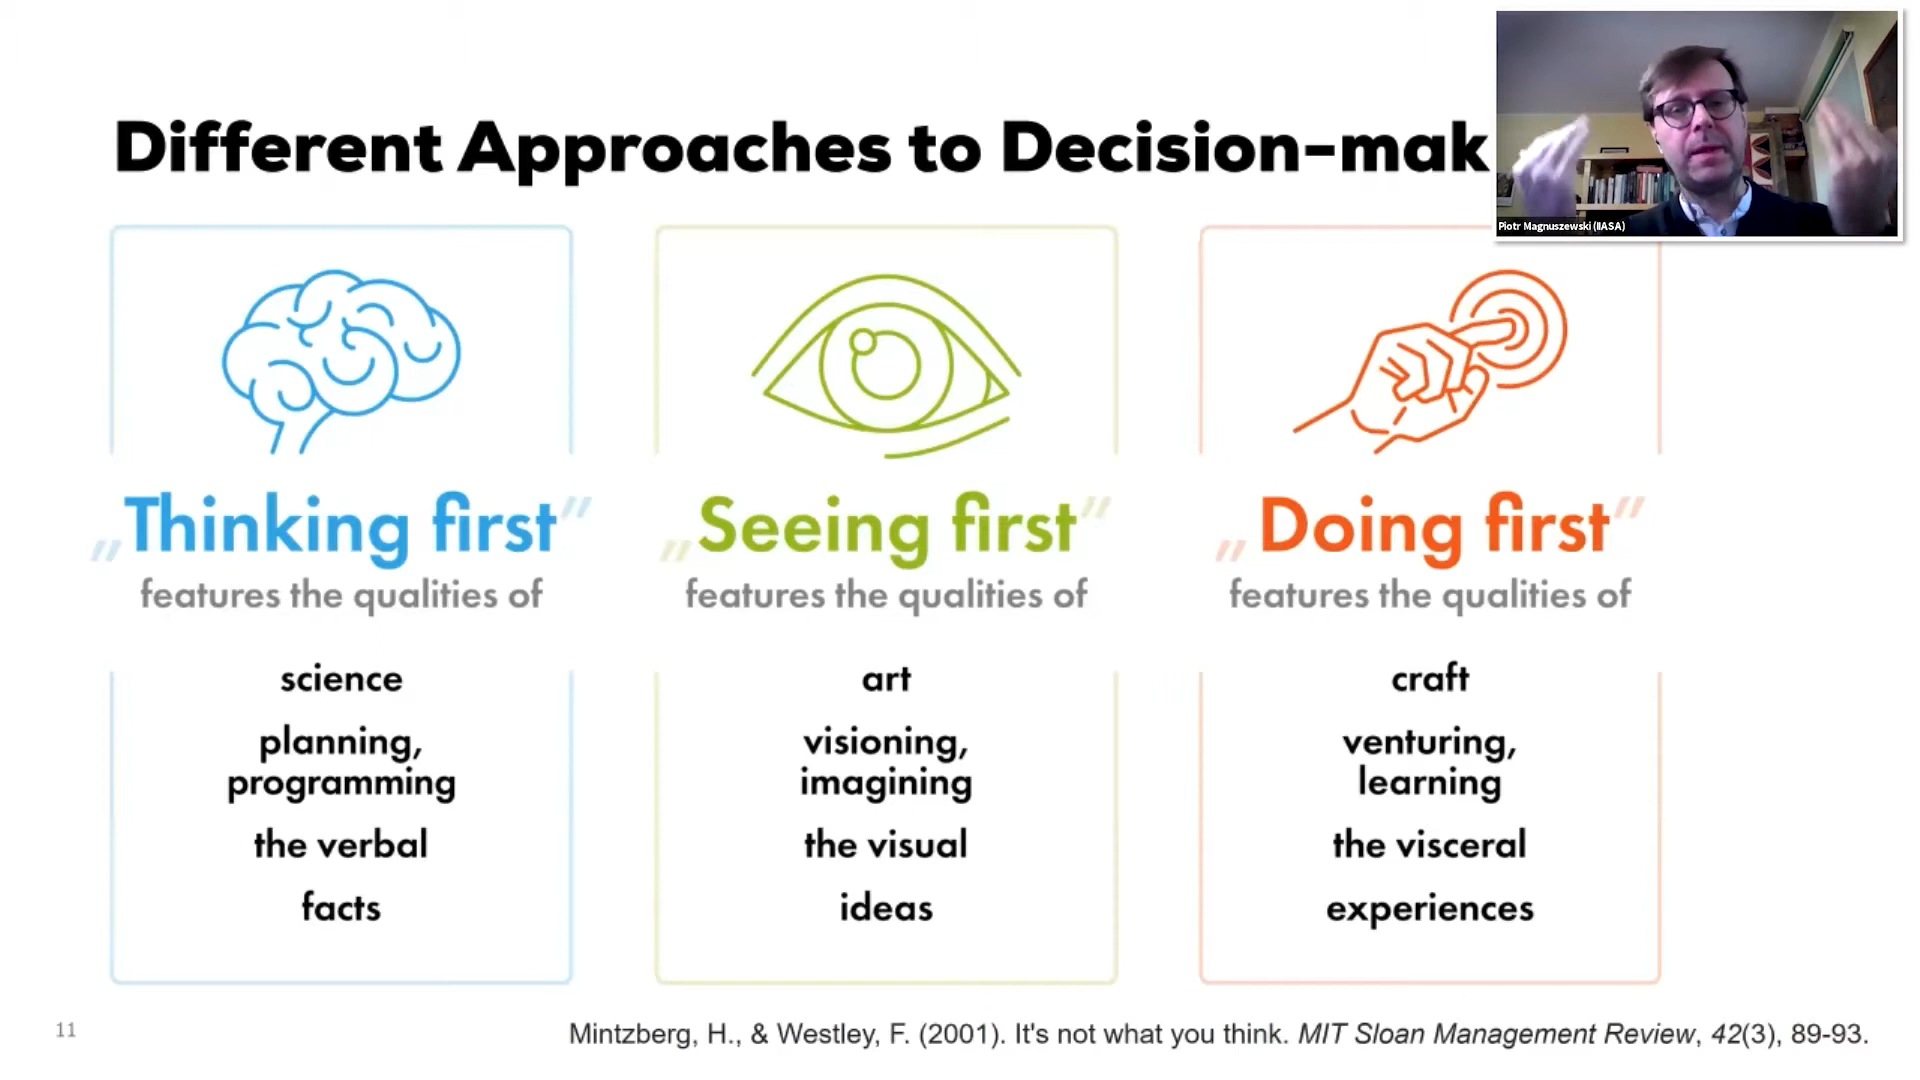 Different Approaches to Decision-mak
Piotr Magnuszewski (IIASA)
„Thinking first”
features the qualities of
science
planning,
programming
the verbal
facts
„Seeing first”
features the qualities of
art
visioning,
imagining
the visual
ideas
„Doing first”
features the qualities of
craft
venturing,
learning
the visceral
experiences
11
Mintzberg, H., & Westley, F. (2001). It's not what you think. MIT Sloan Management Review, 42(3), 89-93.